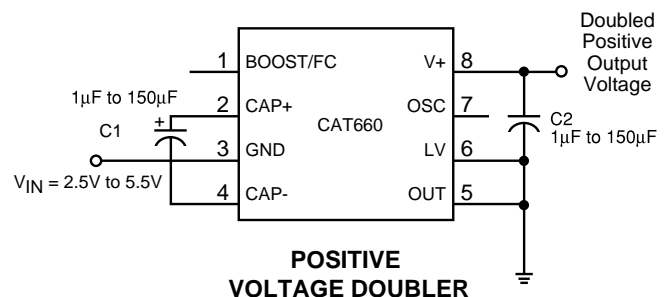 Doubled
Positive
Output
Voltage
1 BOOST/FC V+ 8
1μF to 150μF
2 CAP+ OSC 7
C1 +
CAT660
C2
1μF to 150μF
3 GND LV 6
VIN = 2.5V to 5.5V
4 CAP- OUT 5
POSITIVE
VOLTAGE DOUBLER